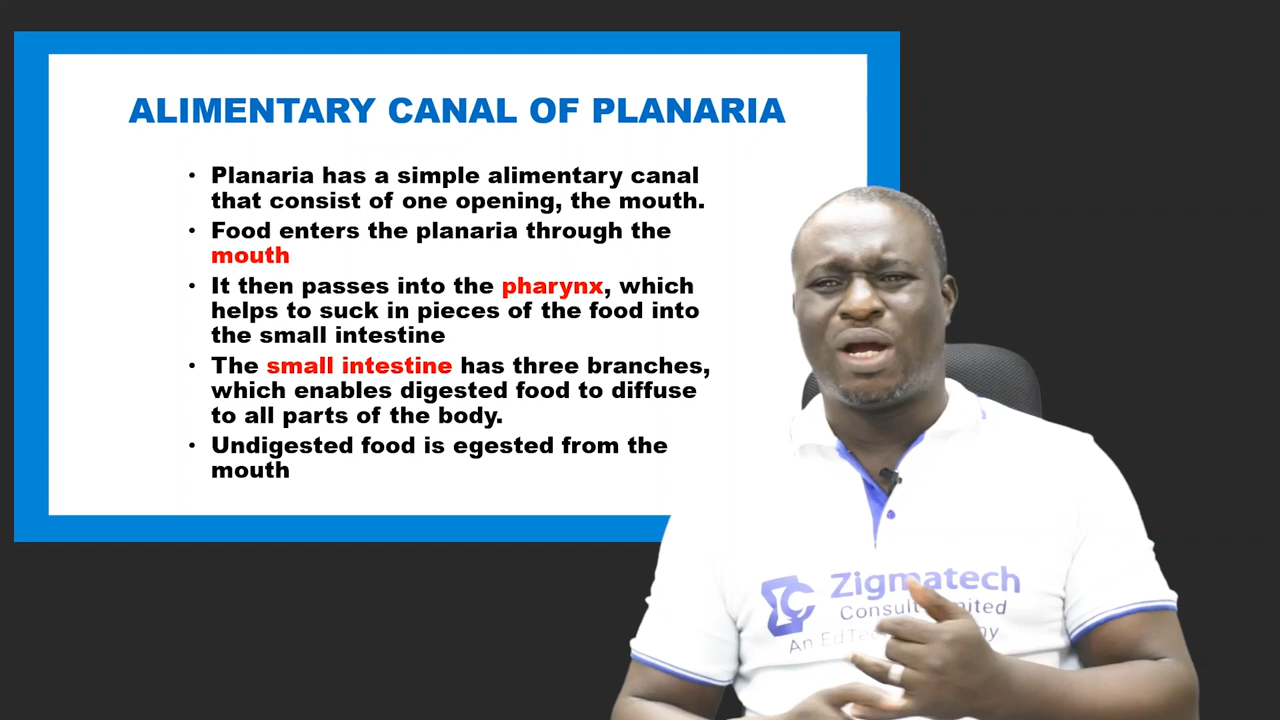 ALIMENTARY CANAL OF PLANARIA
• Planaria has a simple alimentary canal
that consist of one opening, the mouth.
• Food enters the planaria through the
mouth
• It then passes into the pharynx, which
helps to suck in pieces of the food into
the small intestine
• The small intestine has three branches,
which enables digested food to diffuse
to all parts of the body.
• Undigested food is egested from the
mouth
Zigmatech
Consult
An